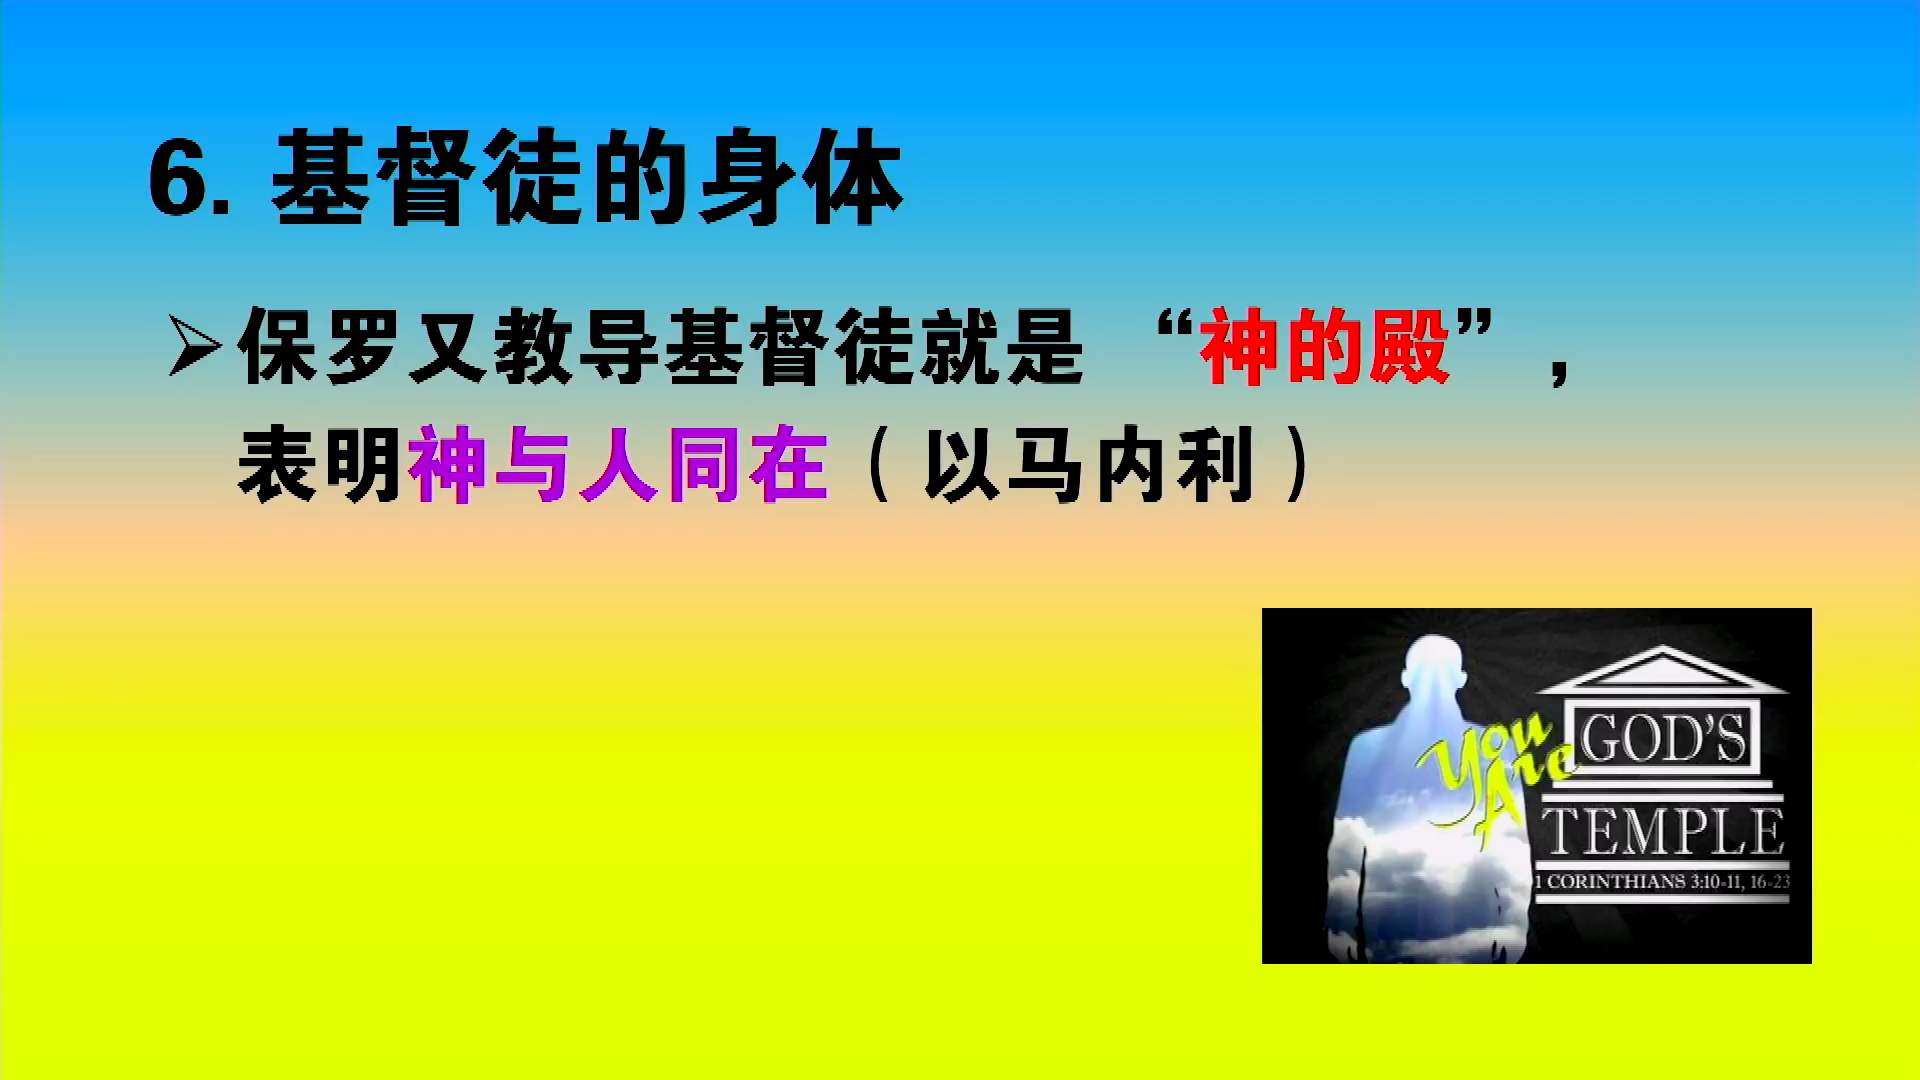 6. 基督徒的身体
保罗又教导基督徒就是 “神的殿”，
表明神与人同在（以马内利）
You Are
GOD'S
TEMPLE
1 CORINTHIANS 3:10-11, 16-23